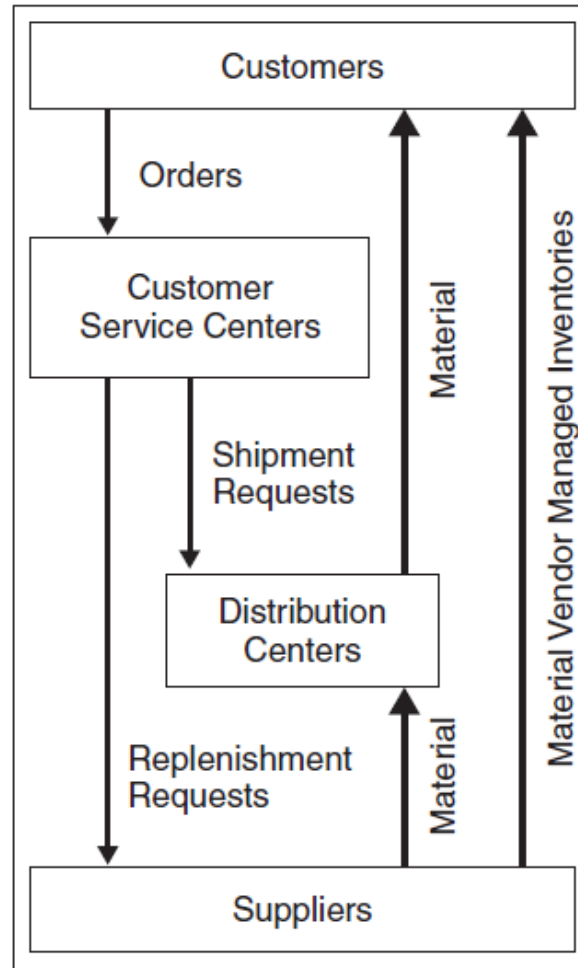 Customers
Orders
Customer
Service Centers
Material
Material Vendor Managed Inventories
Shipment
Requests
Distribution
Centers
Replenishment
Requests
Material
Suppliers